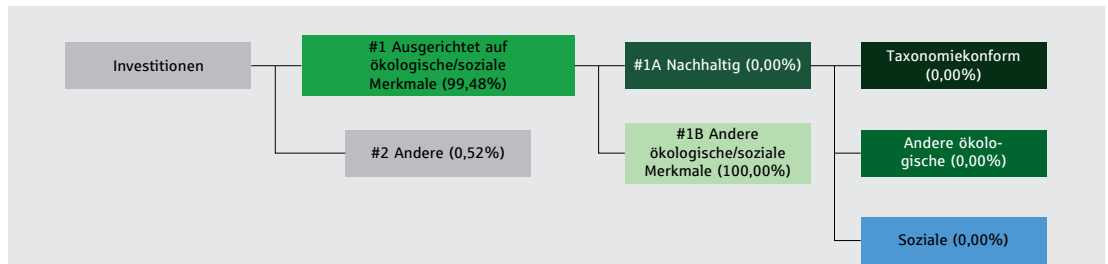 Investitionen
#1 Ausgerichtet auf
ökologische/soziale
Merkmale (99,48%)
#2 Andere (0,52%)
#1A Nachhaltig (0,00%)
#1B Andere
ökologische/soziale
Merkmale (100,00%)
Taxonomiekonform
(0,00%)
Andere ökolo-
gische (0,00%)
Soziale (0,00%)